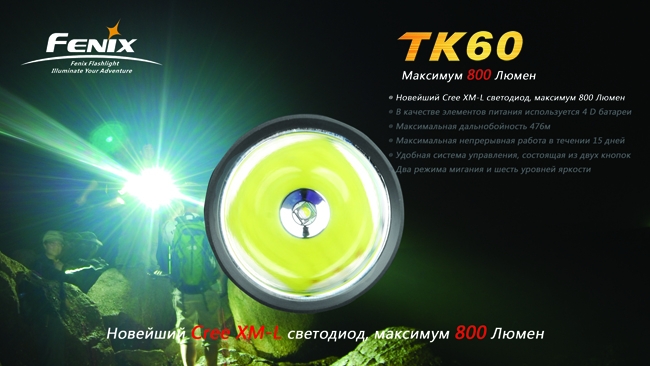 FENIX
Fenix Flashlight
Illuminate Your Adventure
TK60
Максимум 800 Люмен
• Новейший Cree XM-L светодиод, максимум 800 Люмен
• В качестве элементов питания используется 4 D батареи
• Максимальная дальнобойность 476м
• Максимальная непрерывная работа в течении 15 дней
• Удобная система управления, состоящая из двух кнопок
• Два режима мигания и шесть уровней яркости
Новейший Cree XM-L светодиод, максимум 800 Люмен